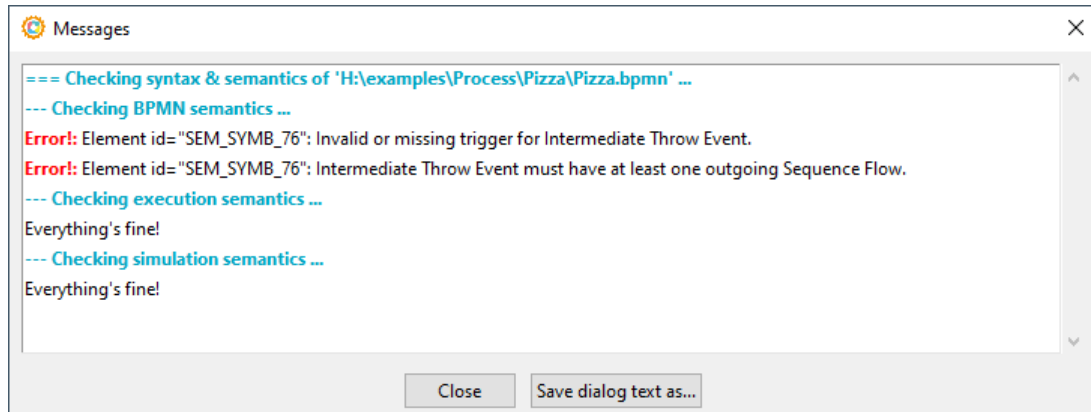 Messages
=== Checking syntax & semantics of 'H:\examples\Process\Pizza\Pizza.bpmn' ...
--- Checking BPMN semantics ...
Error!: Element id="SEM_SYMB_76": Invalid or missing trigger for Intermediate Throw Event.
Error!: Element id="SEM_SYMB_76": Intermediate Throw Event must have at least one outgoing Sequence Flow.
--- Checking execution semantics ...
Everything's fine!
--- Checking simulation semantics ...
Everything's fine!
Close Save dialog text as...